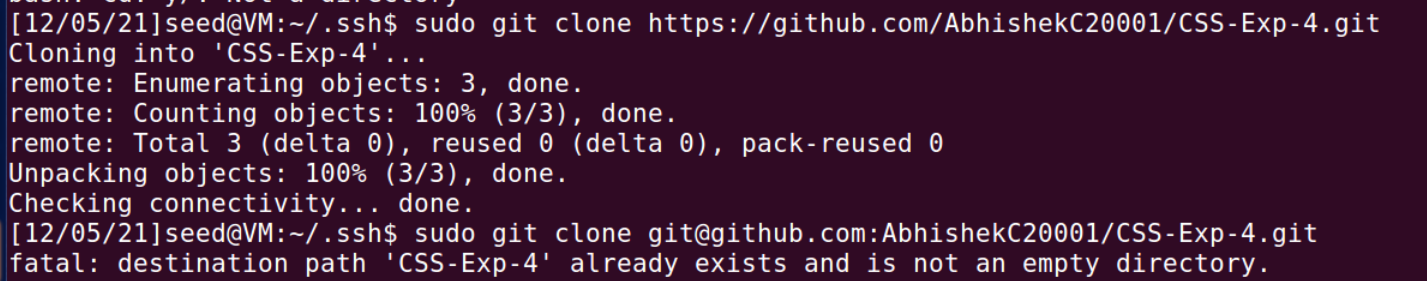 [12/05/21]seed@VM:~/.ssh$ sudo git clone https://github.com/AbhishekC20001/CSS-Exp-4.git
Cloning into 'CSS-Exp-4'...
remote: Enumerating objects: 3, done.
remote: Counting objects: 100% (3/3), done.
remote: Total 3 (delta 0), reused 0 (delta 0), pack-reused 0
Unpacking objects: 100% (3/3), done.
Checking connectivity... done.
[12/05/21]seed@VM:~/.ssh$ sudo git clone git@github.com:AbhishekC20001/CSS-Exp-4.git
fatal: destination path 'CSS-Exp-4' already exists and is not an empty directory.